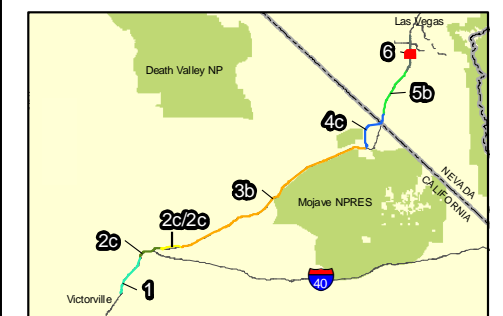 Las Vegas
6
Death Valley NP
5b
4c
NEVADA
CALIFORNIA
3b
Mojave NPRES
2c/2c
2c
40
1
Victorville